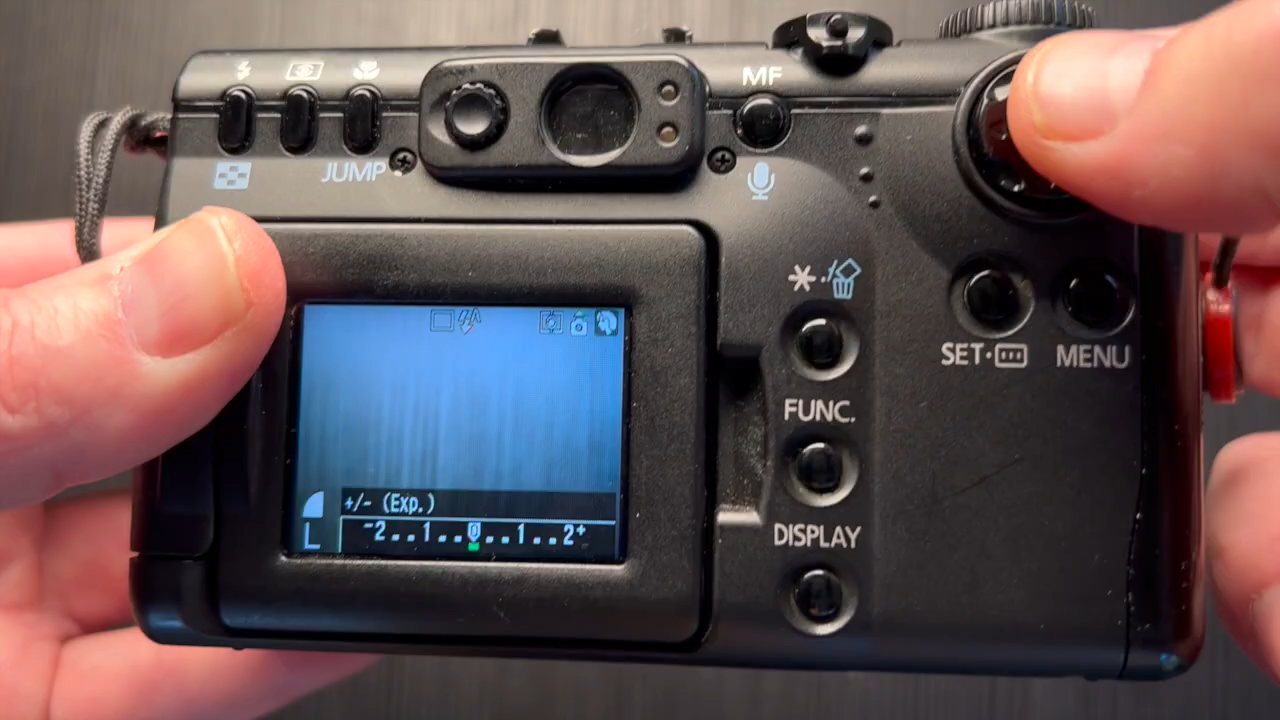 MF
JUMP
SET
MENU
FUNC.
DISPLAY
+/- (Exp.)
-2..1..0..1..2+
L